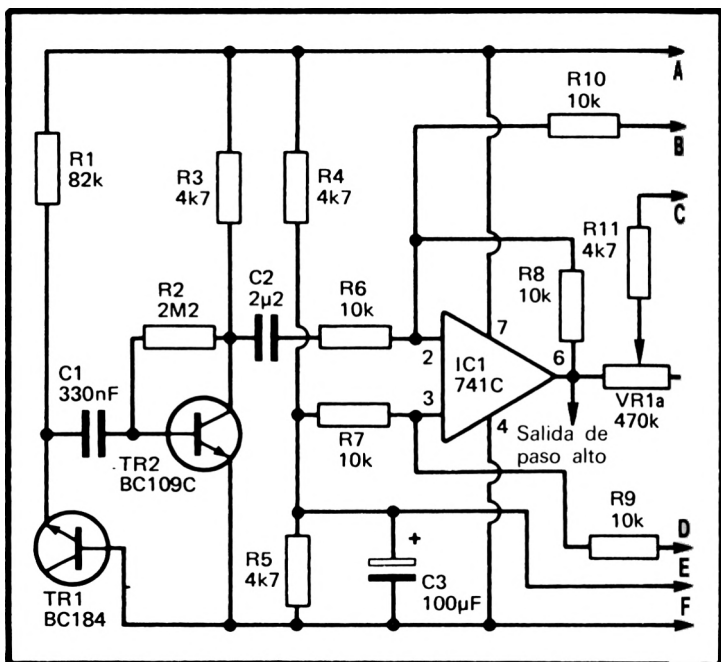 A
R10
10k
B
R1
82k
R3
4k7
R4
4k7
C
R11
4k7
R2
2M2
C2
2µ2
R6
10k
R8
10k
C1
330nF
2
7
IC1
741C
6
3
4
VR1a
470k
R7
10k
Salida de
paso alto
TR2
BC109C
R9
10k
D
E
F
R5
4k7
+
C3
100µF
TR1
BC184